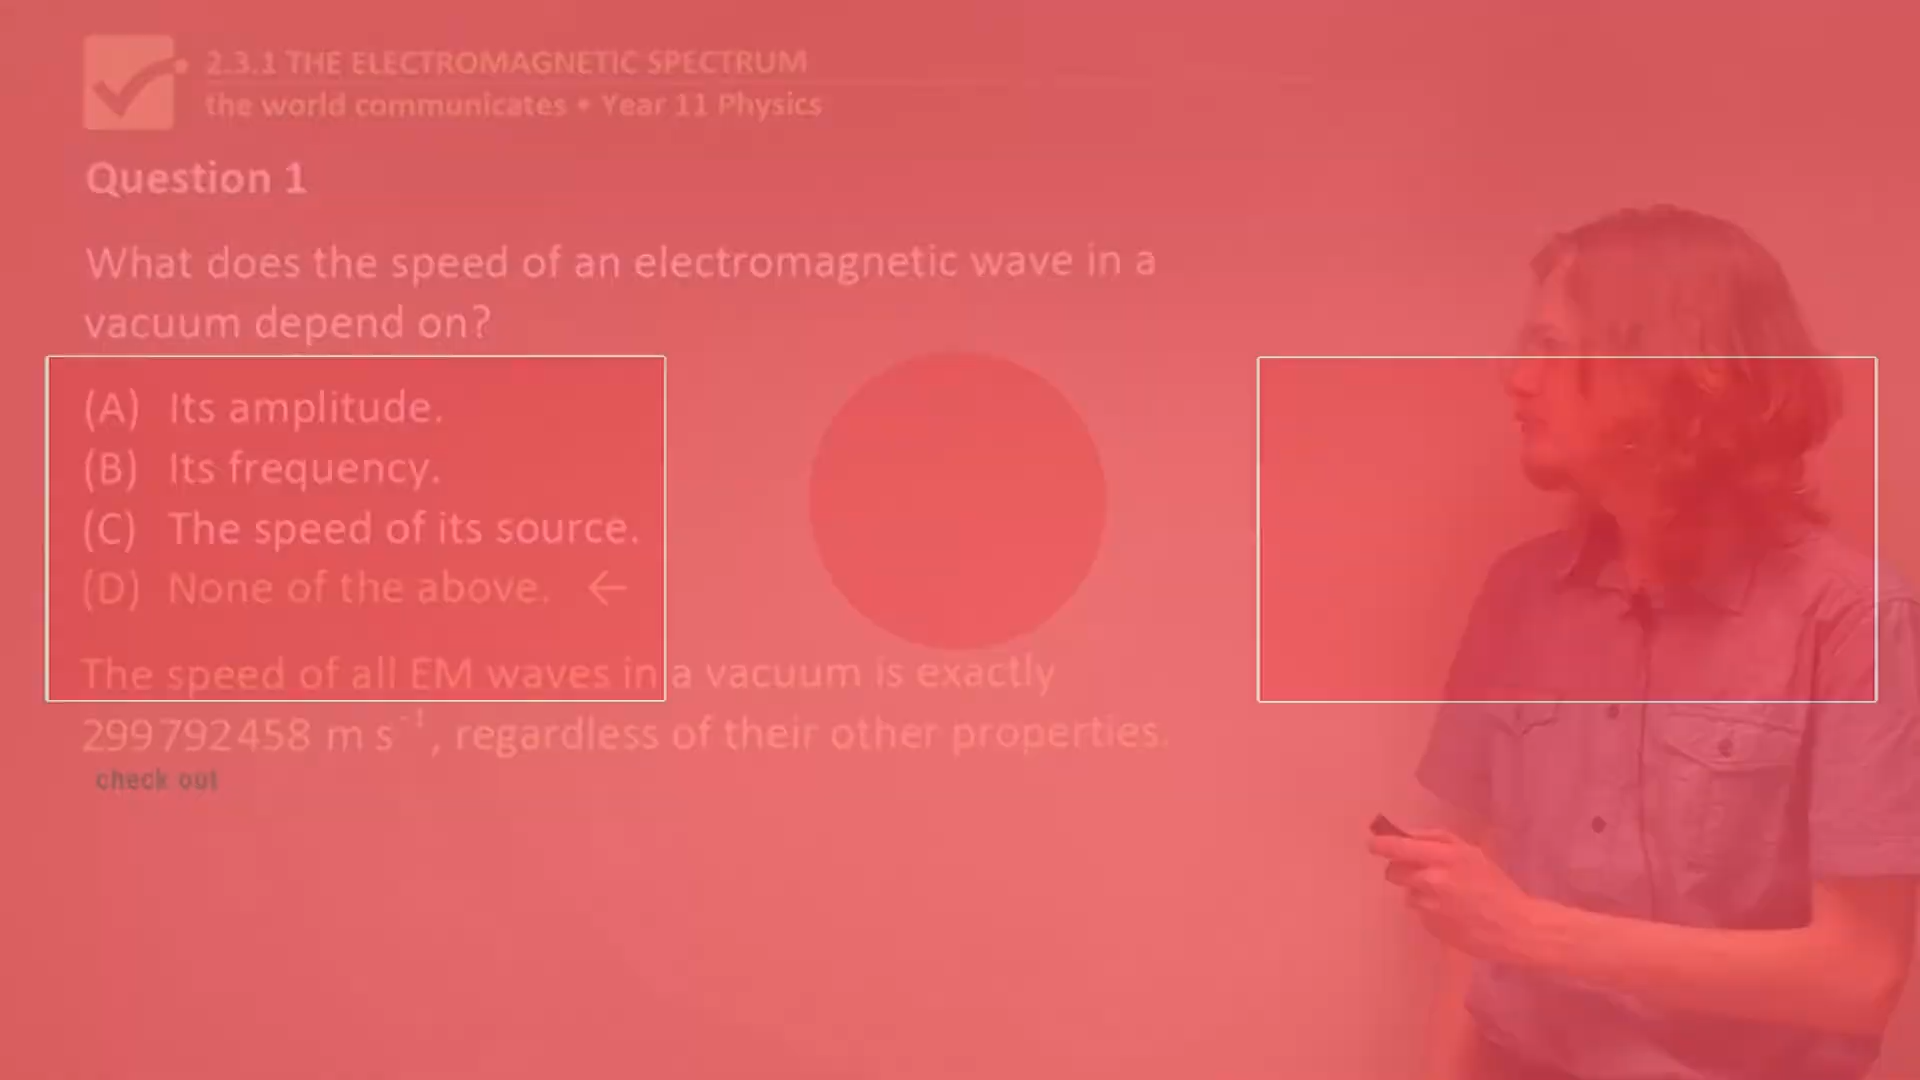 2.3.1 THE ELECTROMAGNETIC SPECTRUM
the world communicates • Year 11 Physics
Question 1
What does the speed of an electromagnetic wave in a
vacuum depend on?
(A) Its amplitude.
(B) Its frequency.
(C) The speed of its source.
(D) None of the above. ←
The speed of all EM waves in a vacuum is exactly
299 792 458 m s⁻¹, regardless of their other properties.
check out